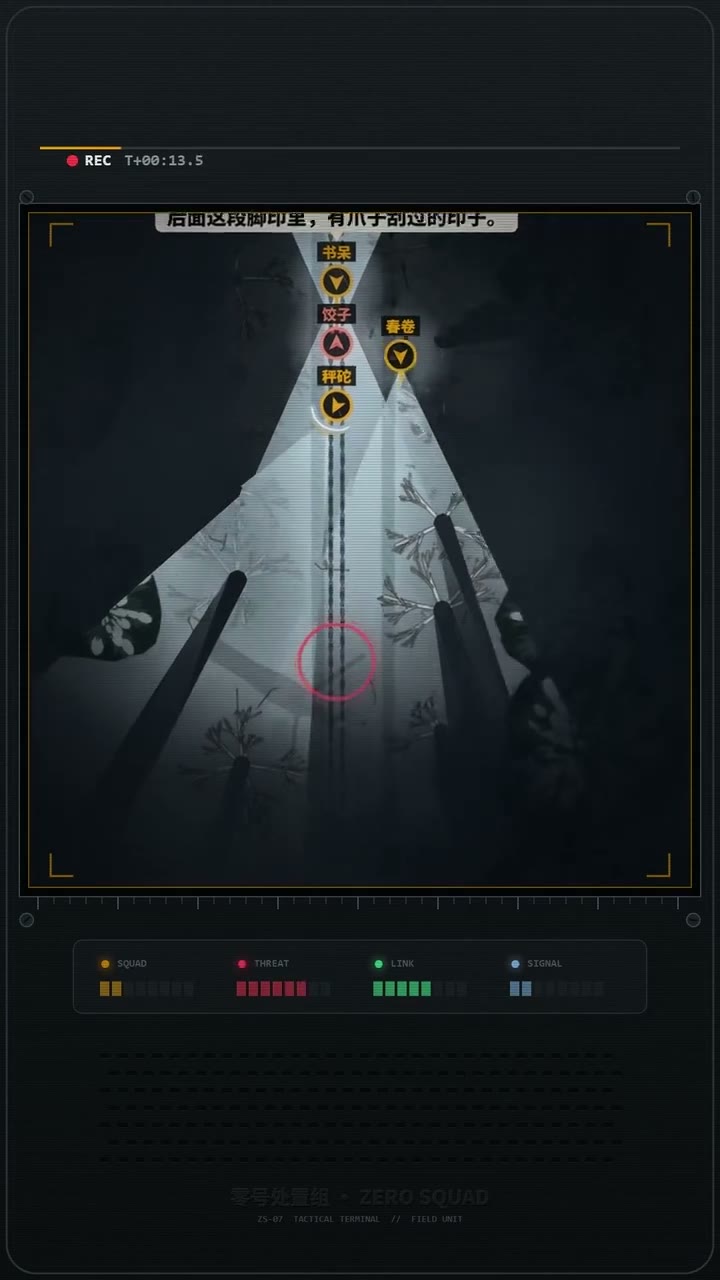 REC T+00:13.5
后面这段脚印里，有爪子刮过的印子。
书呆
饺子
春卷
秤砣
SQUAD THREAT LINK SIGNAL
零号处置组 · ZERO SQUAD
ZS-07 TACTICAL TERMINAL // FIELD UNIT